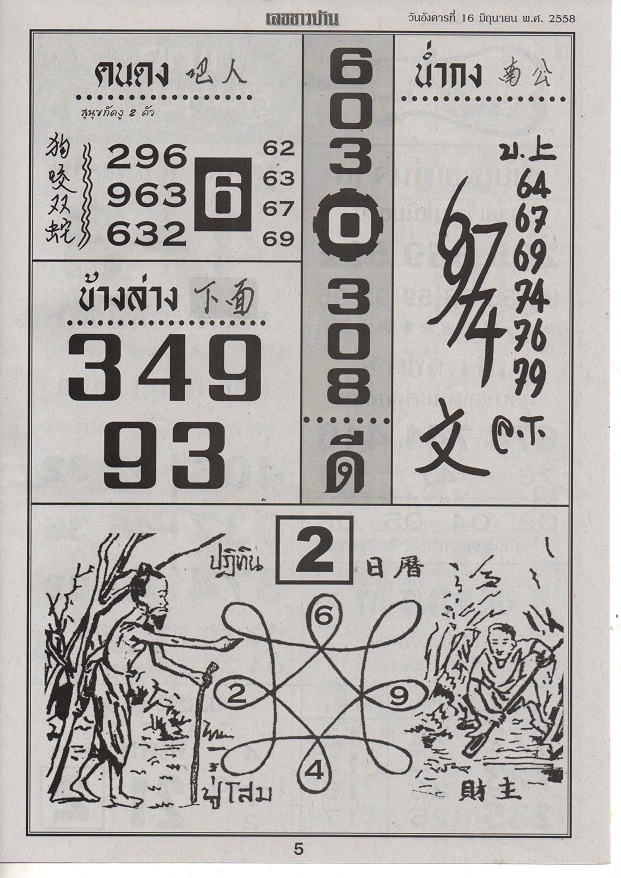 เลขชาวบ้าน
วันอังคารที่ 16 มิถุนายน พ.ศ. 2558
คนดง
人
สุนัขกัดงู 2 ตัว
狗咬双蛇
296
963
632
6
62
63
67
69
ข้างล่าง 下面
349
93
603
0
308
ดี
น่ำกง 南公
บ.上
64
67
69
74
76
79
@.T.
697
974
文
ปฏิทิน 2 日曆
6
2 9
4
ปู่โสม
財主
5